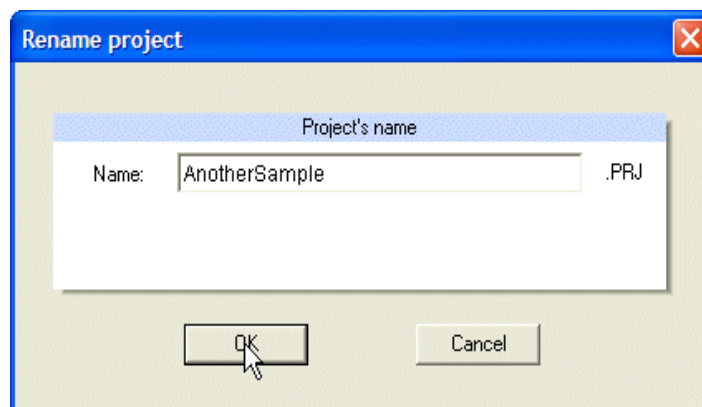 Rename project
Project's name
Name: AnotherSample .PRJ
OK Cancel